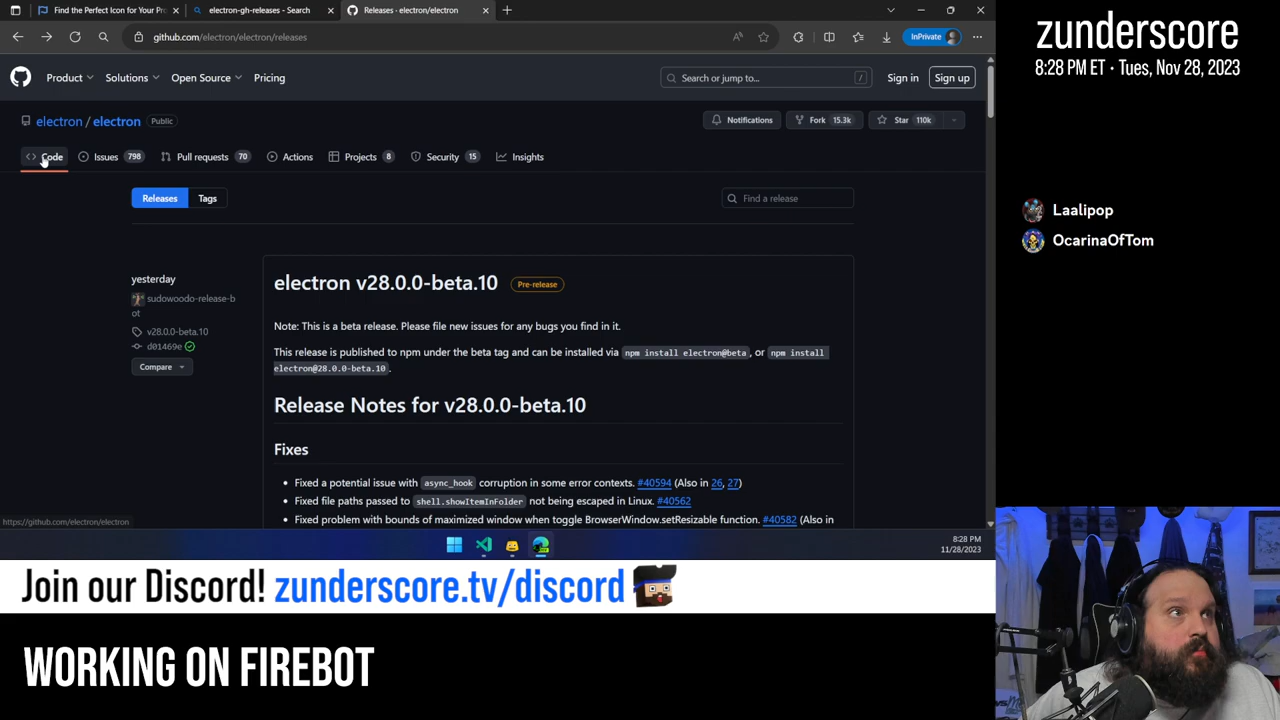 Find the Perfect Icon for Your Pro
electron-gh-releases - Search
Releases · electron/electron
github.com/electron/electron/releases
InPrivate
Product
Solutions
Open Source
Pricing
Search or jump to...
/
Sign in
Sign up
electron / electron
Public
Notifications
Fork 15.3k
Star 110k
Code
Issues 798
Pull requests 70
Actions
Projects 8
Security 15
Insights
Releases
Tags
Find a release
yesterday
sudowoodo-release-b
ot
v28.0.0-beta.10
d01469e
Compare
electron v28.0.0-beta.10
Pre-release
Note: This is a beta release. Please file new issues for any bugs you find in it.
This release is published to npm under the beta tag and can be installed via npm install electron@beta, or npm install
electron@28.0.0-beta.10.
Release Notes for v28.0.0-beta.10
Fixes
Fixed a potential issue with async_hook corruption in some error contexts. #40594 (Also in 26, 27)
Fixed file paths passed to shell.showItemInFolder not being escaped in Linux. #40562
Fixed problem with bounds of maximized window when toggle BrowserWindow.setResizable function. #40582 (Also in
https://github.com/electron/electron
8:28 PM
11/28/2023
Join our Discord! zunderscore.tv/discord
WORKING ON FIREBOT
zunderscore
8:28 PM ET · Tues, Nov 28, 2023
Laalipop
OcarinaOfTom